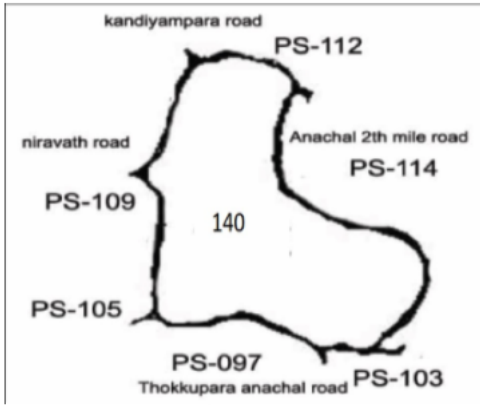 kandiyampara road
PS-112
niravath road
Anachal 2th mile road
PS-114
PS-109
140
PS-105
PS-097
PS-103
Thokkupara anachal road